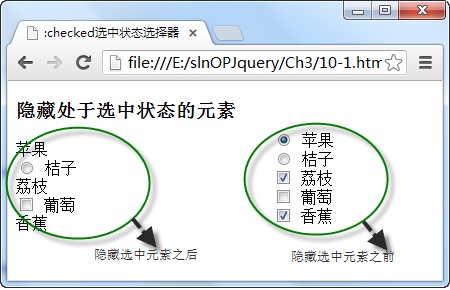 :checked选中状态选择器
file:///E:/slnOPJquery/Ch3/10-1.htm
隐藏处于选中状态的元素
苹果
桔子
荔枝
葡萄
香蕉
隐藏选中元素之后
苹果
桔子
荔枝
葡萄
香蕉
隐藏选中元素之前